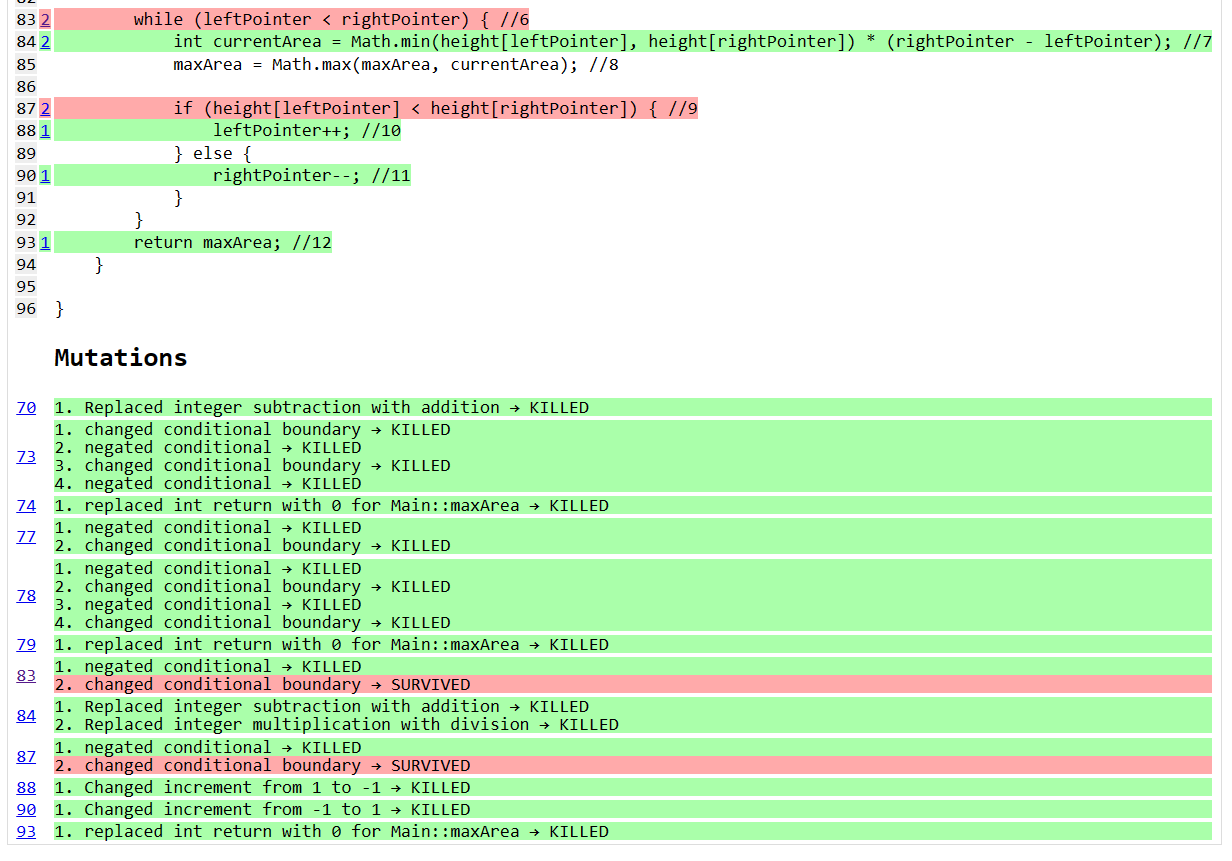 82
83 2 while (leftPointer < rightPointer) { //6
84 2 int currentArea = Math.min(height[leftPointer], height[rightPointer]) * (rightPointer - leftPointer); //7
85 maxArea = Math.max(maxArea, currentArea); //8
86
87 2 if (height[leftPointer] < height[rightPointer]) { //9
88 1 leftPointer++; //10
89 } else {
90 1 rightPointer--; //11
91 }
92 }
93 1 return maxArea; //12
94 }
95
96 }
Mutations
70 1. Replaced integer subtraction with addition → KILLED
73 1. changed conditional boundary → KILLED
2. negated conditional → KILLED
3. changed conditional boundary → KILLED
4. negated conditional → KILLED
74 1. replaced int return with 0 for Main::maxArea → KILLED
77 1. negated conditional → KILLED
2. changed conditional boundary → KILLED
78 1. negated conditional → KILLED
2. changed conditional boundary → KILLED
3. negated conditional → KILLED
4. changed conditional boundary → KILLED
79 1. replaced int return with 0 for Main::maxArea → KILLED
83 1. negated conditional → KILLED
2. changed conditional boundary → SURVIVED
84 1. Replaced integer subtraction with addition → KILLED
2. Replaced integer multiplication with division → KILLED
87 1. negated conditional → KILLED
2. changed conditional boundary → SURVIVED
88 1. Changed increment from 1 to -1 → KILLED
90 1. Changed increment from -1 to 1 → KILLED
93 1. replaced int return with 0 for Main::maxArea → KILLED